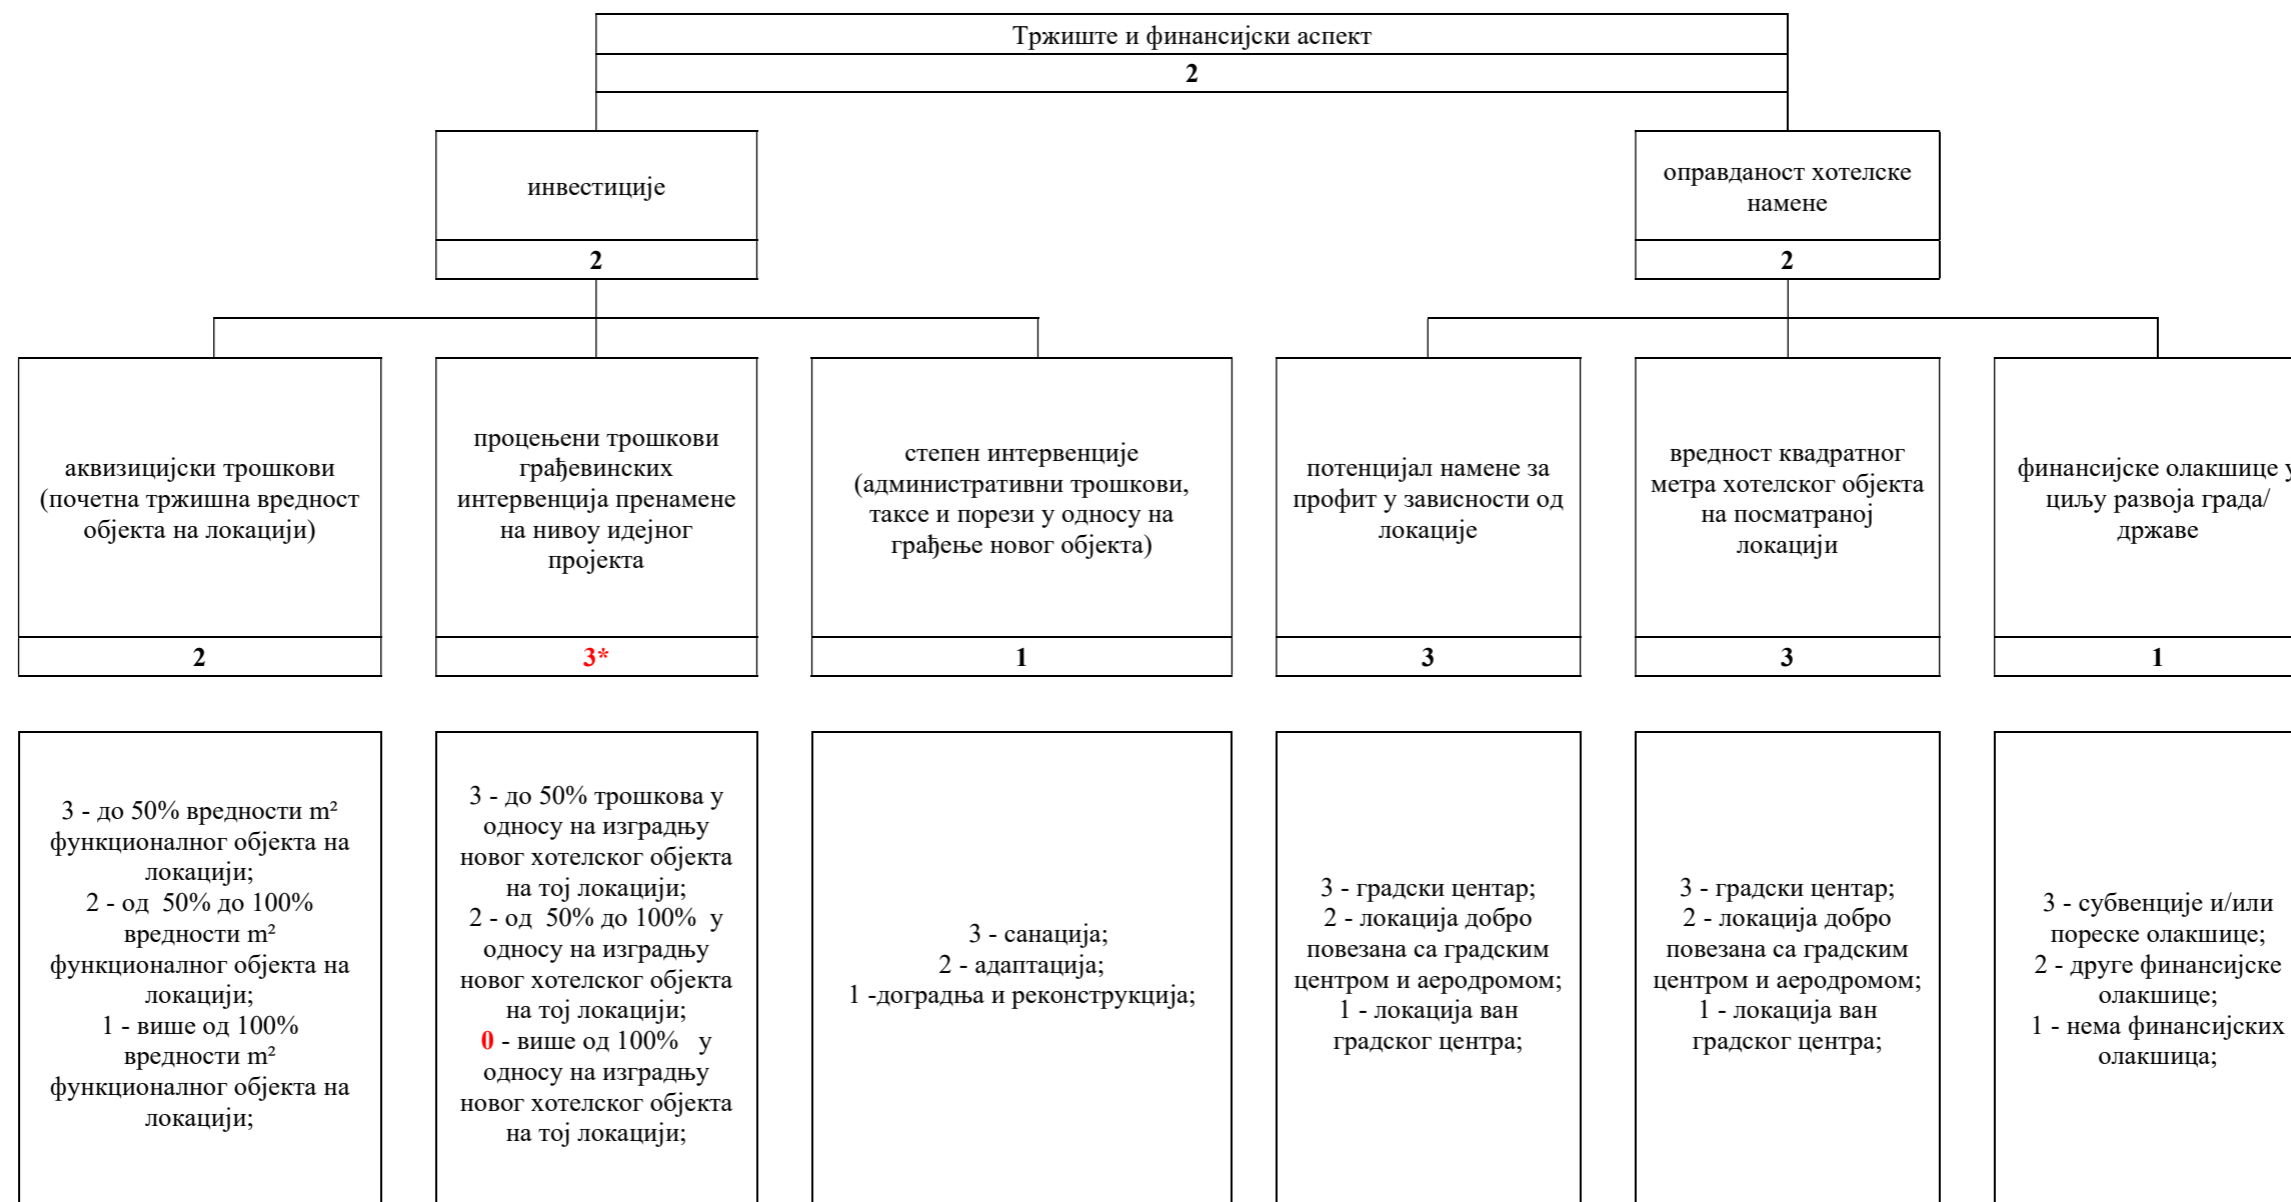 Тржиште и финансијски аспект
2
инвестиције
2
оправданост хотелске
намене
2
аквизицијски трошкови
(почетна тржишна вредност
објекта на локацији)
2
процењени трошкови
грађевинских
интервенција пренамене
на нивоу идејног
пројекта
3*
степен интервенције
(административни трошкови,
таксе и порези у односу на
грађење новог објекта)
1
потенцијал намене за
профит у зависности од
локације
3
вредност квадратног
метра хотелског објекта
на посматраној
локацији
3
финансијске олакшице у
циљу развоја града/
државе
1
3 - до 50% вредности m²
функционалног објекта на
локацији;
2 - од 50% до 100%
вредности m²
функционалног објекта на
локацији;
1 - више од 100%
вредности m²
функционалног објекта на
локацији;
3 - до 50% трошкова у
односу на изградњу
новог хотелског објекта
на тој локацији;
2 - од 50% до 100% у
односу на изградњу
новог хотелског објекта
на тој локацији;
0 - више од 100% у
односу на изградњу
новог хотелског објекта
на тој локацији;
3 - санација;
2 - адаптација;
1 -доградња и реконструкција;
3 - градски центар;
2 - локација добро
повезана са градским
центром и аеродромом;
1 - локација ван
градског центра;
3 - градски центар;
2 - локација добро
повезана са градским
центром и аеродромом;
1 - локација ван
градског центра;
3 - субвенције и/или
пореске олакшице;
2 - друге финансијске
олакшице;
1 - нема финансијских
олакшица;